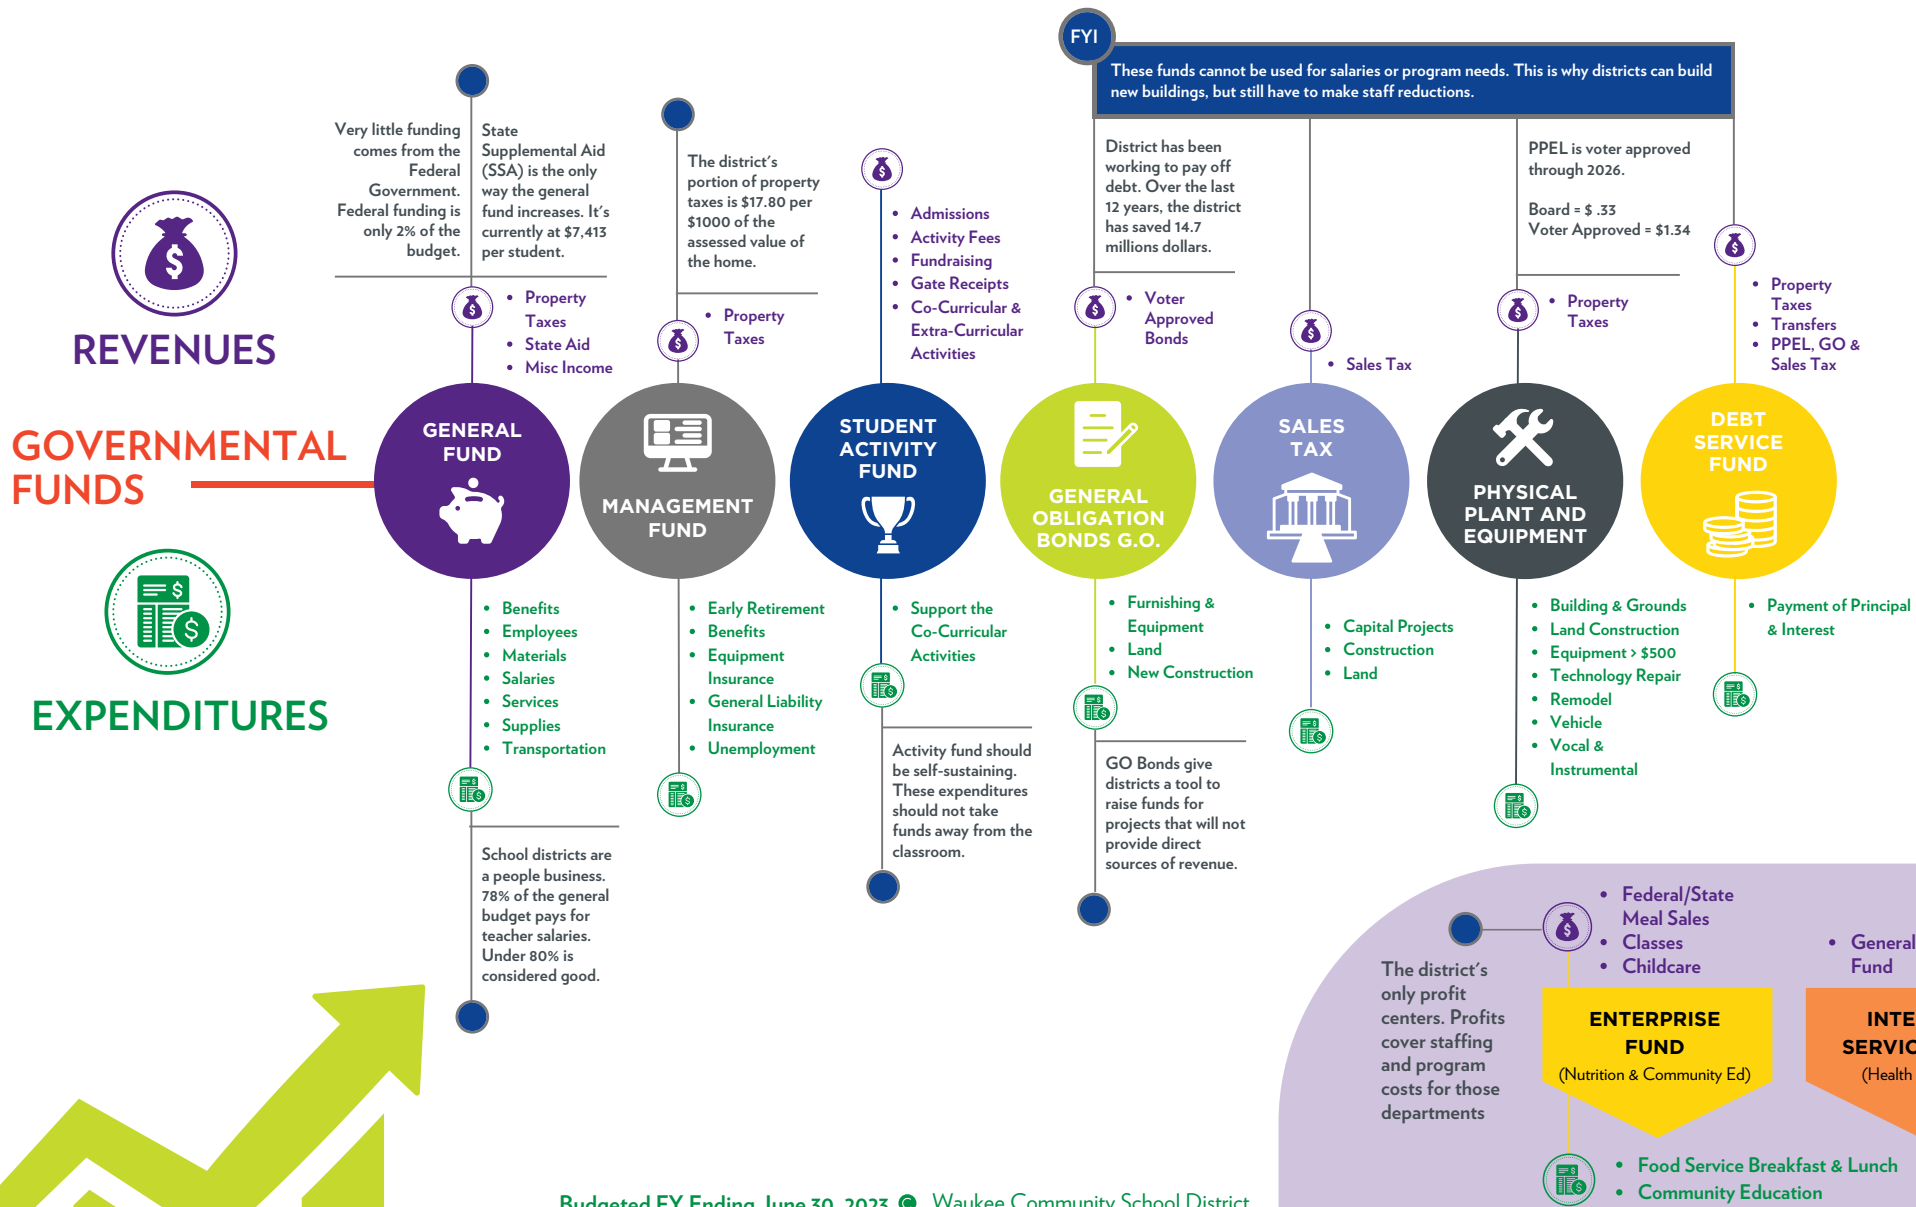 FYI
These funds cannot be used for salaries or program needs. This is why districts can build
new buildings, but still have to make staff reductions.
Very little funding
comes from the
Federal
Government.
Federal funding is
only 2% of the
budget.
State
Supplemental Aid
(SSA) is the only
way the general
fund increases. It's
currently at $7,413
per student.
The district's
portion of property
taxes is $17.80 per
$1000 of the
assessed value of
the home.
District has been
working to pay off
debt. Over the last
12 years, the district
has saved 14.7
millions dollars.
PPEL is voter approved
through 2026.
Board = $ .33
Voter Approved = $1.34
REVENUES
• Property
Taxes
• State Aid
• Misc Income
• Property
Taxes
• Admissions
• Activity Fees
• Fundraising
• Gate Receipts
• Co-Curricular &
Extra-Curricular
Activities
• Voter
Approved
Bonds
• Sales Tax
• Property
Taxes
• Property
Taxes
• Transfers
• PPEL, GO &
Sales Tax
GOVERNMENTAL
FUNDS
GENERAL
FUND
MANAGEMENT
FUND
STUDENT
ACTIVITY
FUND
GENERAL
OBLIGATION
BONDS G.O.
SALES
TAX
PHYSICAL
PLANT AND
EQUIPMENT
DEBT
SERVICE
FUND
EXPENDITURES
• Benefits
• Employees
• Materials
• Salaries
• Services
• Supplies
• Transportation
• Early Retirement
• Benefits
• Equipment
Insurance
• General Liability
Insurance
• Unemployment
• Support the
Co-Curricular
Activities
• Furnishing &
Equipment
• Land
• New Construction
• Capital Projects
• Construction
• Land
• Building & Grounds
• Land Construction
• Equipment > $500
• Technology Repair
• Remodel
• Vehicle
• Vocal &
Instrumental
• Payment of Principal
& Interest
School districts are
a people business.
78% of the general
budget pays for
teacher salaries.
Under 80% is
considered good.
Activity fund should
be self-sustaining.
These expenditures
should not take
funds away from the
classroom.
GO Bonds give
districts a tool to
raise funds for
projects that will not
provide direct
sources of revenue.
The district's
only profit
centers. Profits
cover staffing
and program
costs for those
departments
• Federal/State
Meal Sales
• Classes
• Childcare
ENTERPRISE
FUND
(Nutrition & Community Ed)
• Food Service Breakfast & Lunch
• Community Education
• General
Fund
INTE
SERVIC
(Health
Budgeted FY Ending June 30, 2023 Waukee Community School District